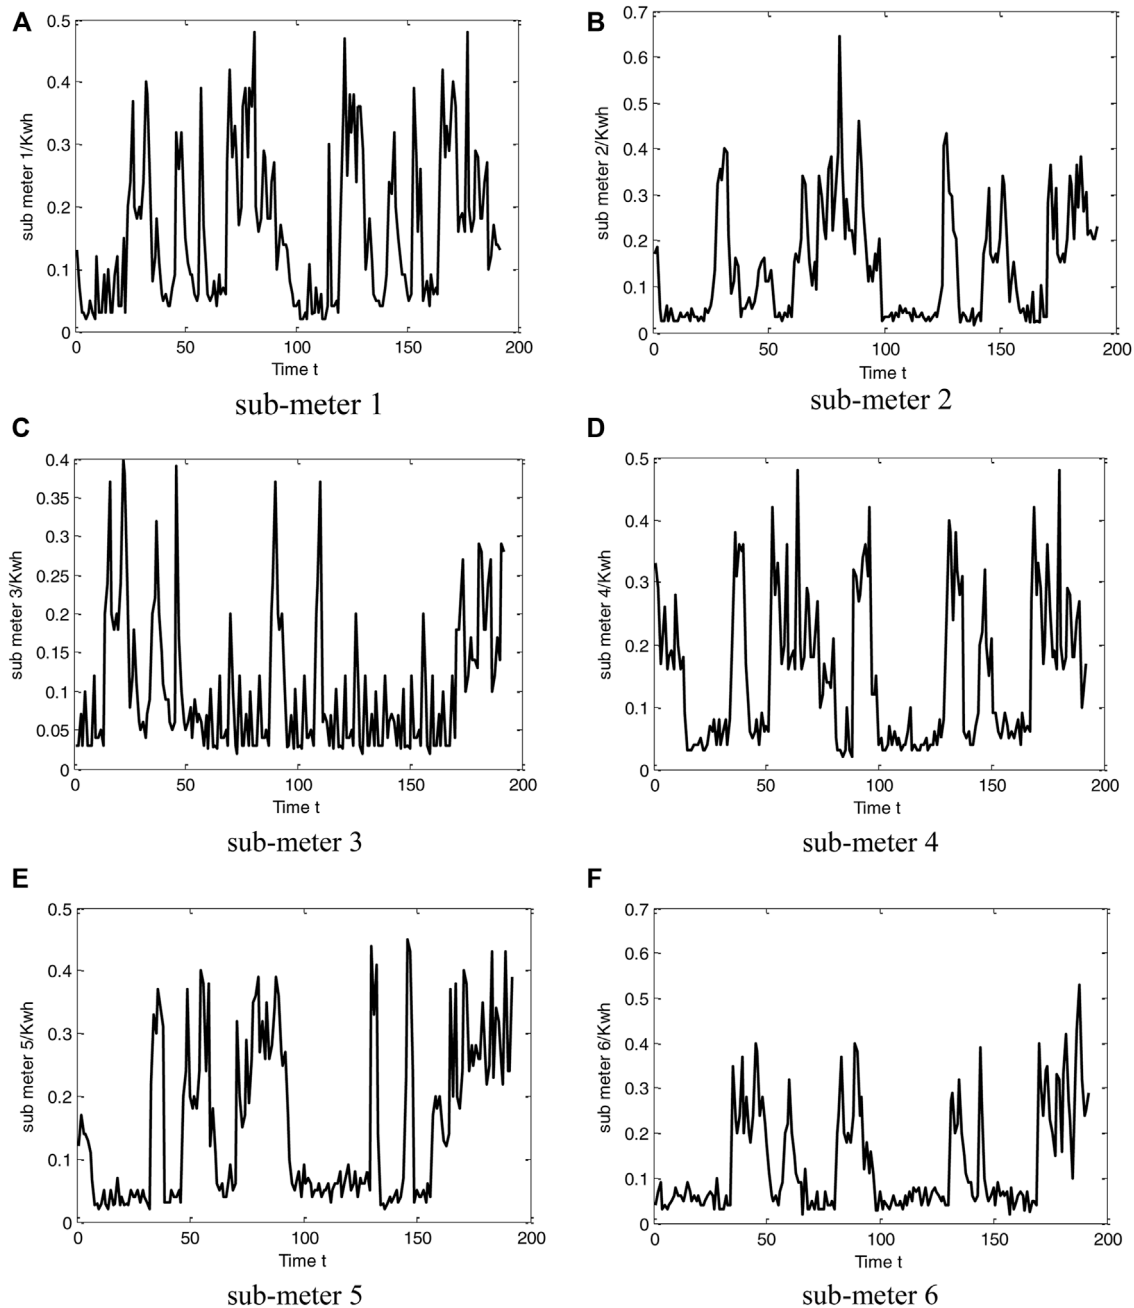 A
0.5
0.4
0.3
0.2
0.1
0
sub meter 1/Kwh
0 50 100 150 200
Time t
sub-meter 1
B
0.7
0.6
0.5
0.4
0.3
0.2
0.1
0
sub meter 2/Kwh
0 50 100 150 200
Time t
sub-meter 2
C
0.4
0.35
0.3
0.25
0.2
0.15
0.1
0.05
0
sub meter 3/Kwh
0 50 100 150 200
Time t
sub-meter 3
D
0.5
0.4
0.3
0.2
0.1
0
sub meter 4/Kwh
0 50 100 150 200
Time t
sub-meter 4
E
0.5
0.4
0.3
0.2
0.1
0
sub meter 5/Kwh
0 50 100 150 200
Time t
sub-meter 5
F
0.7
0.6
0.5
0.4
0.3
0.2
0.1
0
sub meter 6/Kwh
0 50 100 150 200
Time t
sub-meter 6